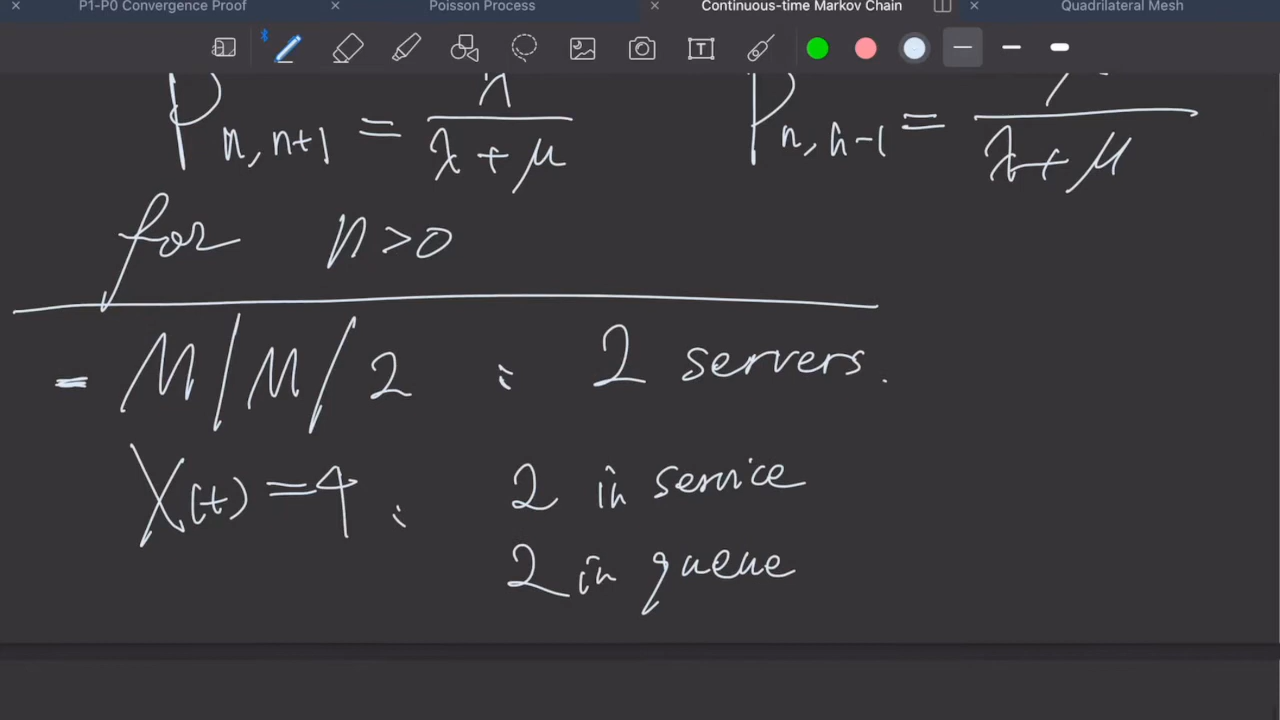 P1-P0 Convergence Proof × Poisson Process × Continuous-time Markov Chain × Quadrilateral Mesh
P n, n+1 = λ / (λ + μ) P n, n-1 = / (λ + μ)
for n > 0
- M/M/2 : 2 servers.
X(t) = 4 : 2 in service
2 in queue